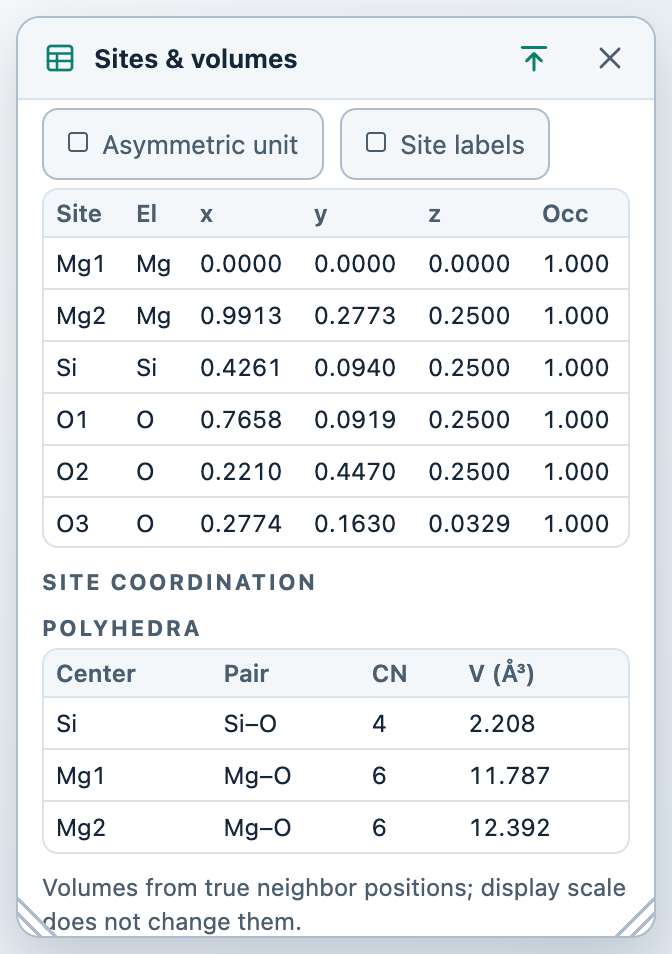 Sites & volumes
Asymmetric unit Site labels
Site El x y z Occ
Mg1 Mg 0.0000 0.0000 0.0000 1.000
Mg2 Mg 0.9913 0.2773 0.2500 1.000
Si Si 0.4261 0.0940 0.2500 1.000
O1 O 0.7658 0.0919 0.2500 1.000
O2 O 0.2210 0.4470 0.2500 1.000
O3 O 0.2774 0.1630 0.0329 1.000
SITE COORDINATION
POLYHEDRA
Center Pair CN V (Å³)
Si Si–O 4 2.208
Mg1 Mg–O 6 11.787
Mg2 Mg–O 6 12.392
Volumes from true neighbor positions; display scale
does not change them.